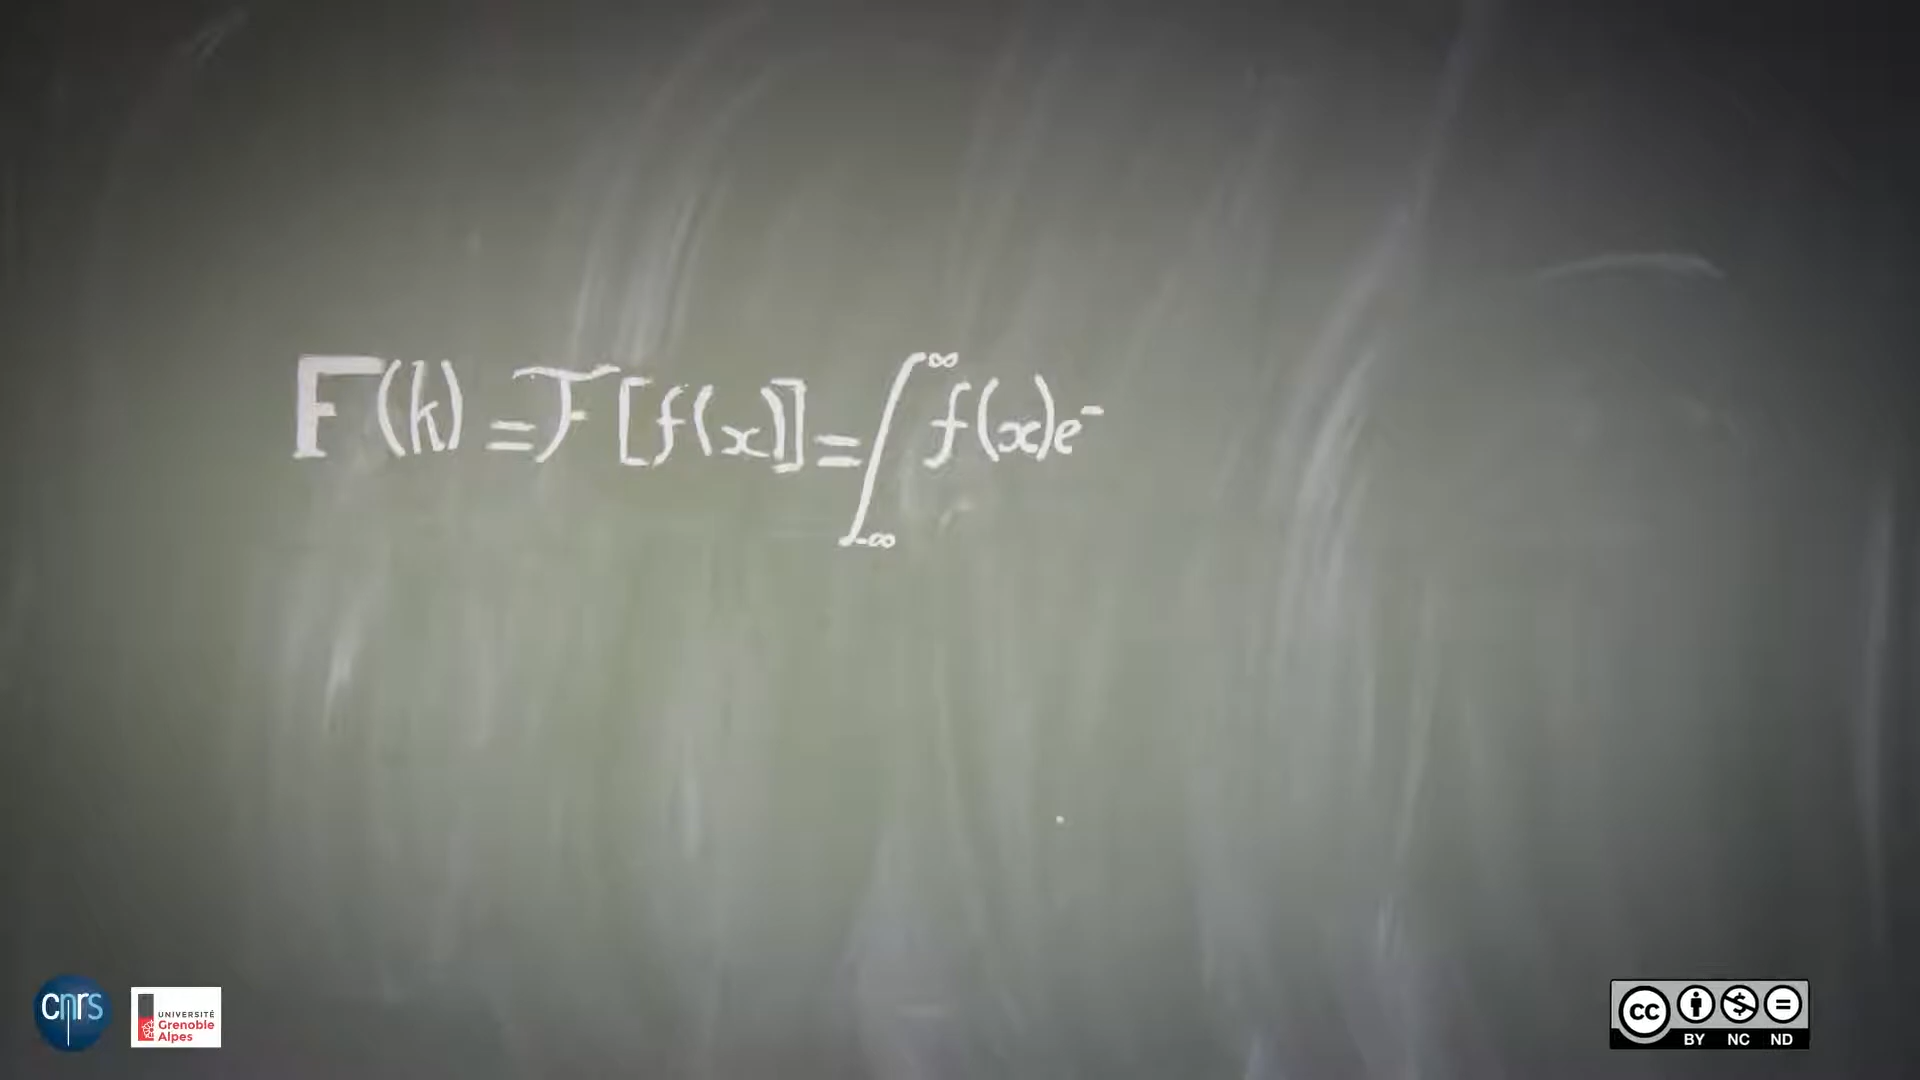 F(k) = ℱ[f(x)] = ∫_{-∞}^{∞} f(x)e^-
cnrs
UNIVERSITÉ
Grenoble
Alpes
cc
BY NC ND